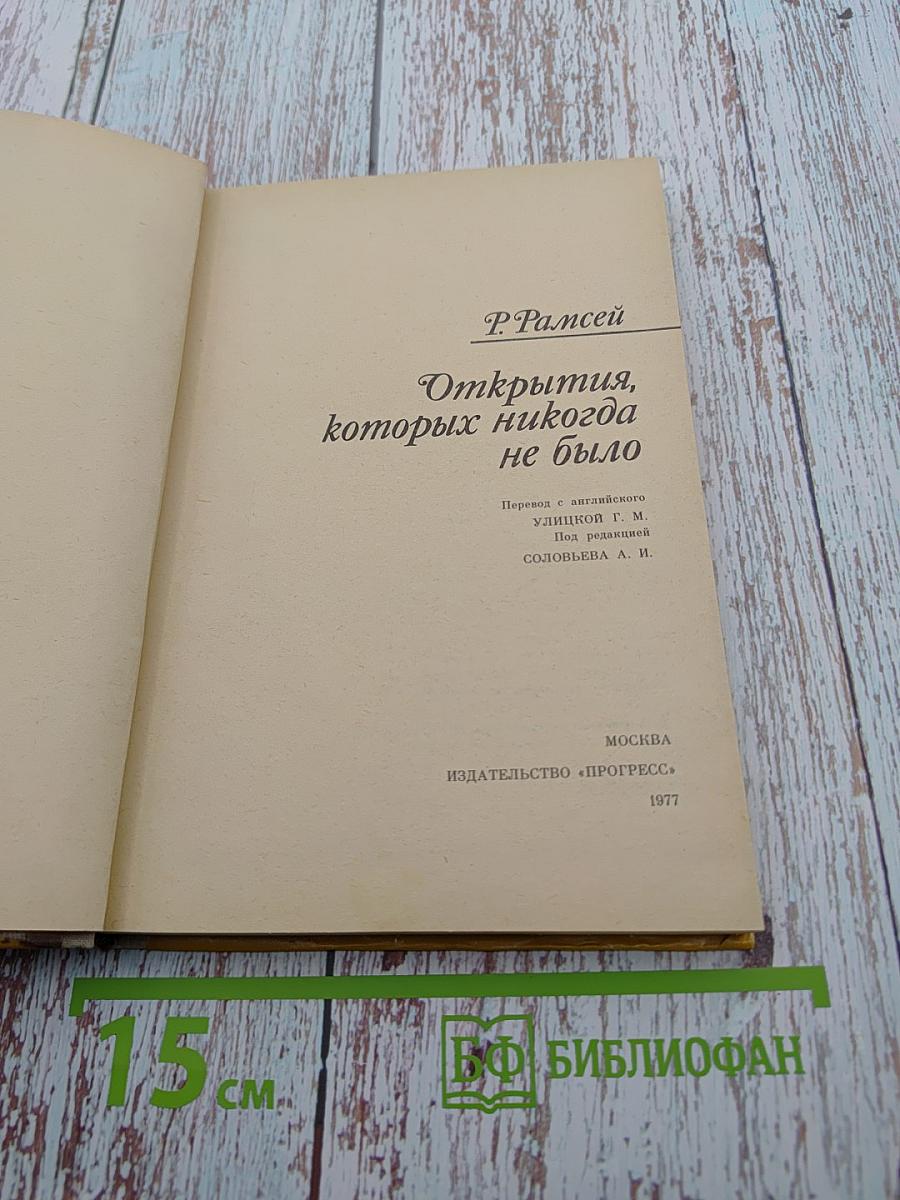 Р. Рамсей
Открытия,
которых никогда
не было
Перевод с английского
УЛИЦКОЙ Г. М.
Под редакцией
СОЛОВЬЕВА А. И.
МОСКВА
ИЗДАТЕЛЬСТВО «ПРОГРЕСС»
1977
15 см
БФ БИБЛИОФАН